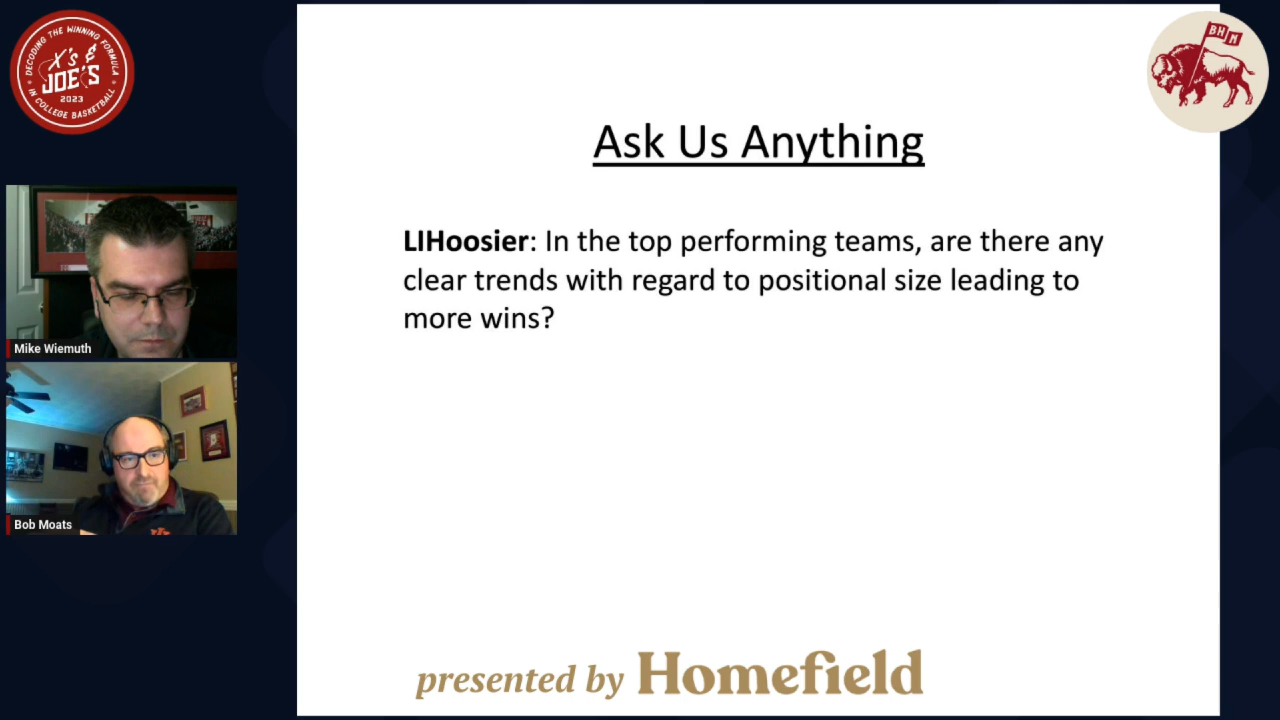 DECODING THE WINNING FORMULA
X's &
JOE'S
2023
IN COLLEGE BASKETBALL
BH
M
Ask Us Anything
LIHoosier: In the top performing teams, are there any
clear trends with regard to positional size leading to
more wins?
Mike Wiemuth
Bob Moats
presented by Homefield